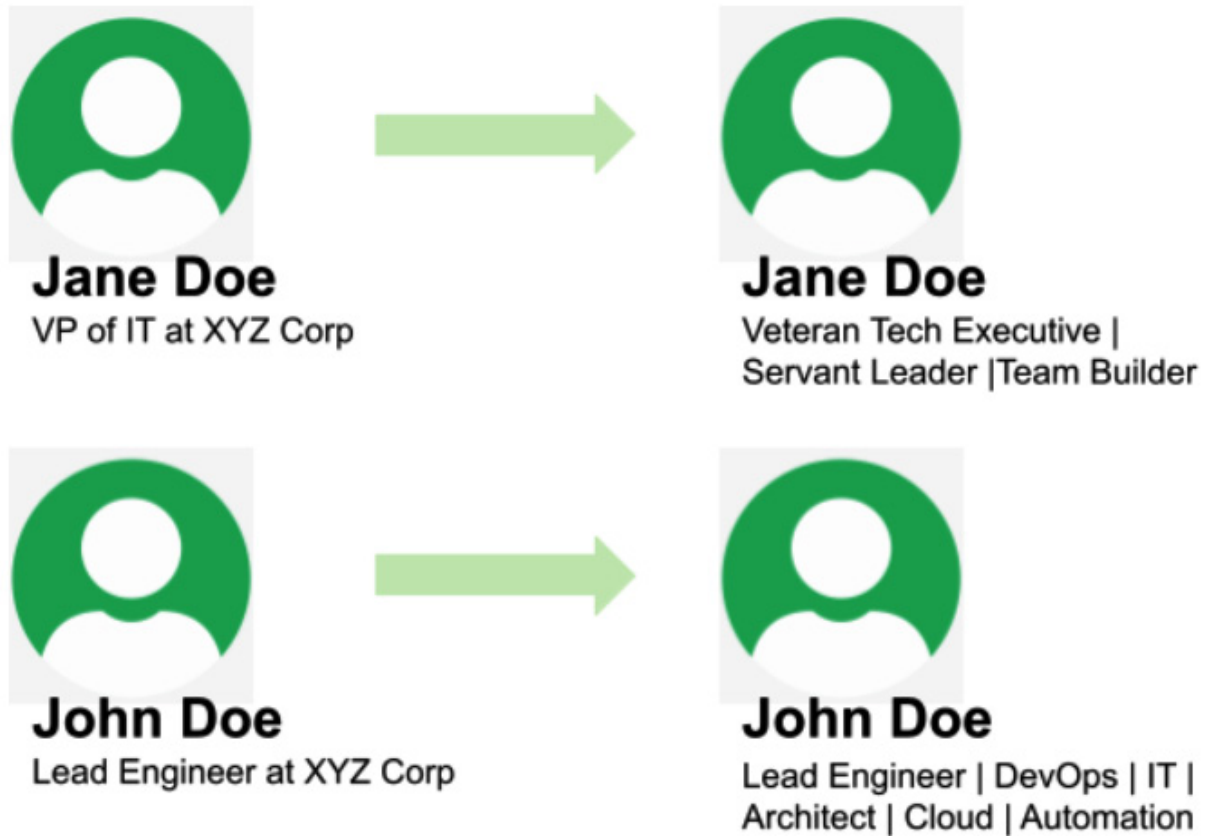 Jane Doe
VP of IT at XYZ Corp
Jane Doe
Veteran Tech Executive |
Servant Leader |Team Builder
John Doe
Lead Engineer at XYZ Corp
John Doe
Lead Engineer | DevOps | IT |
Architect | Cloud | Automation